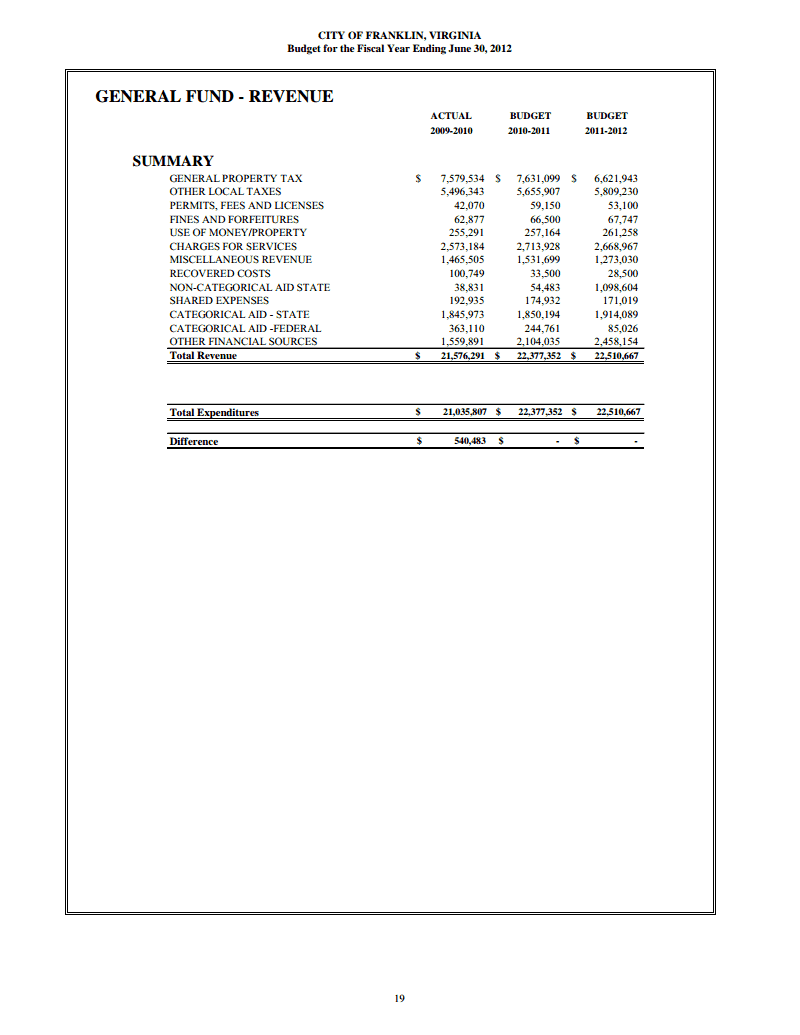 CITY OF FRANKLIN, VIRGINIA
Budget for the Fiscal Year Ending June 30, 2012
GENERAL FUND - REVENUE
ACTUAL BUDGET BUDGET
2009-2010 2010-2011 2011-2012
SUMMARY
GENERAL PROPERTY TAX $ 7,579,534 $ 7,631,099 $ 6,621,943
OTHER LOCAL TAXES 5,496,343 5,655,907 5,809,230
PERMITS, FEES AND LICENSES 42,070 59,150 53,100
FINES AND FORFEITURES 62,877 66,500 67,747
USE OF MONEY/PROPERTY 255,291 257,164 261,258
CHARGES FOR SERVICES 2,573,184 2,713,928 2,668,967
MISCELLANEOUS REVENUE 1,465,505 1,531,699 1,273,030
RECOVERED COSTS 100,749 33,500 28,500
NON-CATEGORICAL AID STATE 38,831 54,483 1,098,604
SHARED EXPENSES 192,935 174,932 171,019
CATEGORICAL AID - STATE 1,845,973 1,850,194 1,914,089
CATEGORICAL AID -FEDERAL 363,110 244,761 85,026
OTHER FINANCIAL SOURCES 1,559,891 2,104,035 2,458,154
Total Revenue $ 21,576,291 $ 22,377,352 $ 22,510,667
Total Expenditures $ 21,035,807 $ 22,377,352 $ 22,510,667
Difference $ 540,483 $ - $ -
19